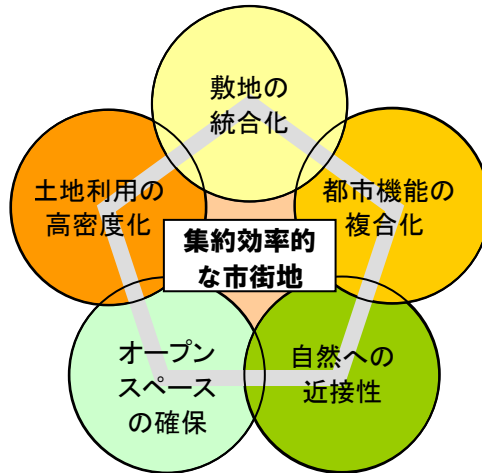 敷地の
統合化
土地利用の
高密度化
都市機能の
複合化
集約効率的
な市街地
オープン
スペース
の確保
自然への
近接性